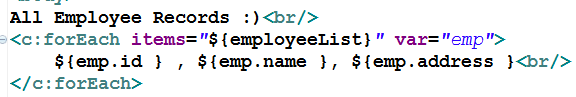 All Employee Records :)<br/>
<c:forEach items="${employeeList}" var="emp">
${emp.id } , ${emp.name }, ${emp.address }<br/>
</c:forEach>